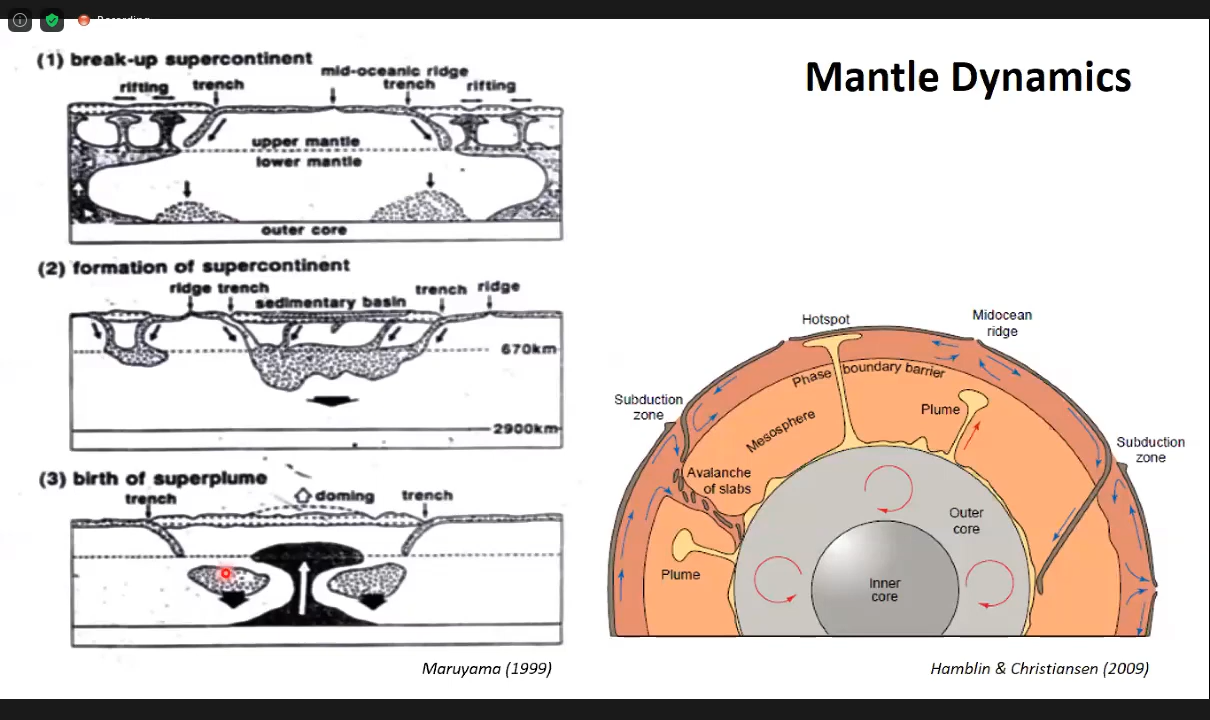 Recording
Mantle Dynamics
(1) break-up supercontinent
mid-oceanic ridge
rifting trench trench rifting
upper mantle
lower mantle
outer core
(2) formation of supercontinent
ridge trench trench ridge
sedimentary basin
670km
2900km
(3) birth of superplume
trench doming trench
Maruyama (1999)
Hotspot
Midocean
ridge
Phase boundary barrier
Subduction
zone
Plume
Mesosphere
Subduction
zone
Avalanche
of slabs
Outer
core
Plume
Inner
core
Hamblin & Christiansen (2009)